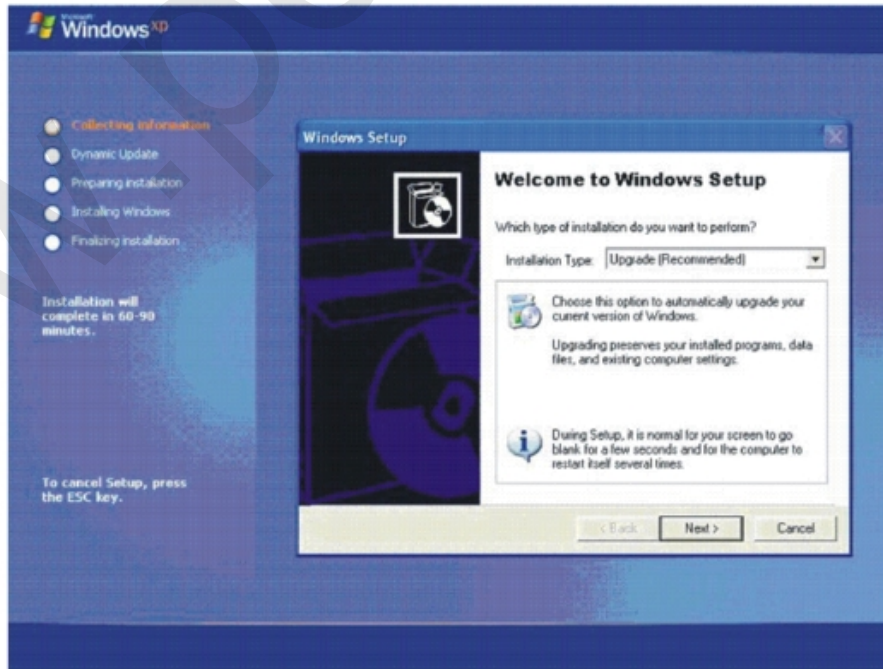 Microsoft
Windows xp
Collecting information
Dynamic Update
Preparing installation
Installing Windows
Finalizing installation
Installation will
complete in 60-90
minutes.
To cancel Setup, press
the ESC key.
Windows Setup
Welcome to Windows Setup
Which type of installation do you want to perform?
Installation Type: Upgrade (Recommended)
Choose this option to automatically upgrade your
current version of Windows.
Upgrading preserves your installed programs, data
files, and existing computer settings.
During Setup, it is normal for your screen to go
blank for a few seconds and for the computer to
restart itself several times.
< Back Next > Cancel